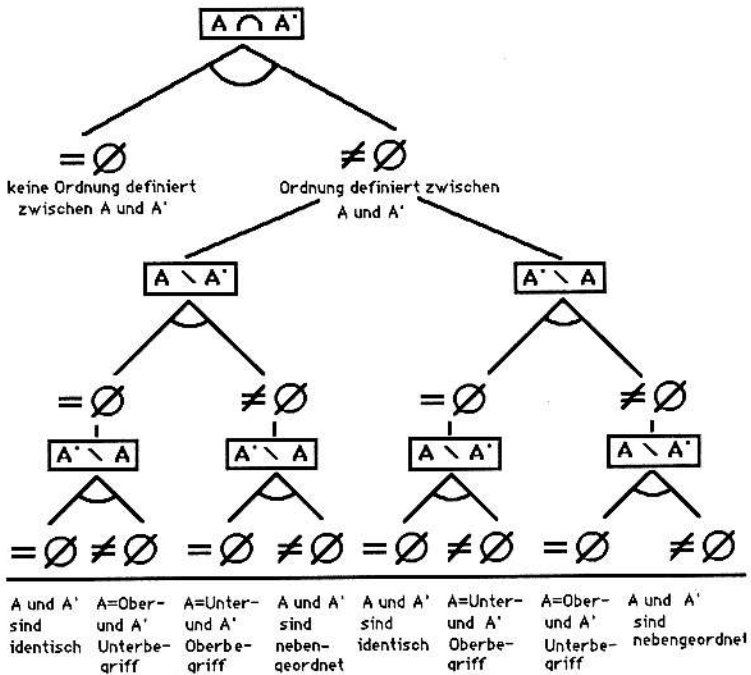 A ∩ A'
= ∅ ≠ ∅
keine Ordnung definiert
zwischen A und A'
Ordnung definiert zwischen
A und A'
A \ A' A' \ A
= ∅ ≠ ∅ = ∅ ≠ ∅
A' \ A A' \ A A \ A' A \ A'
= ∅ ≠ ∅ = ∅ ≠ ∅ = ∅ ≠ ∅ = ∅ ≠ ∅
A und A'
sind
identisch
A=Ober-
und A'
Unterbe-
griff
A=Unter-
und A'
Oberbe-
griff
A und A'
sind
neben-
geordnet
A und A'
sind
identisch
A=Unter-
und A'
Oberbe-
griff
A=Ober-
und A'
Unterbe-
griff
A und A'
sind
nebengeordnet